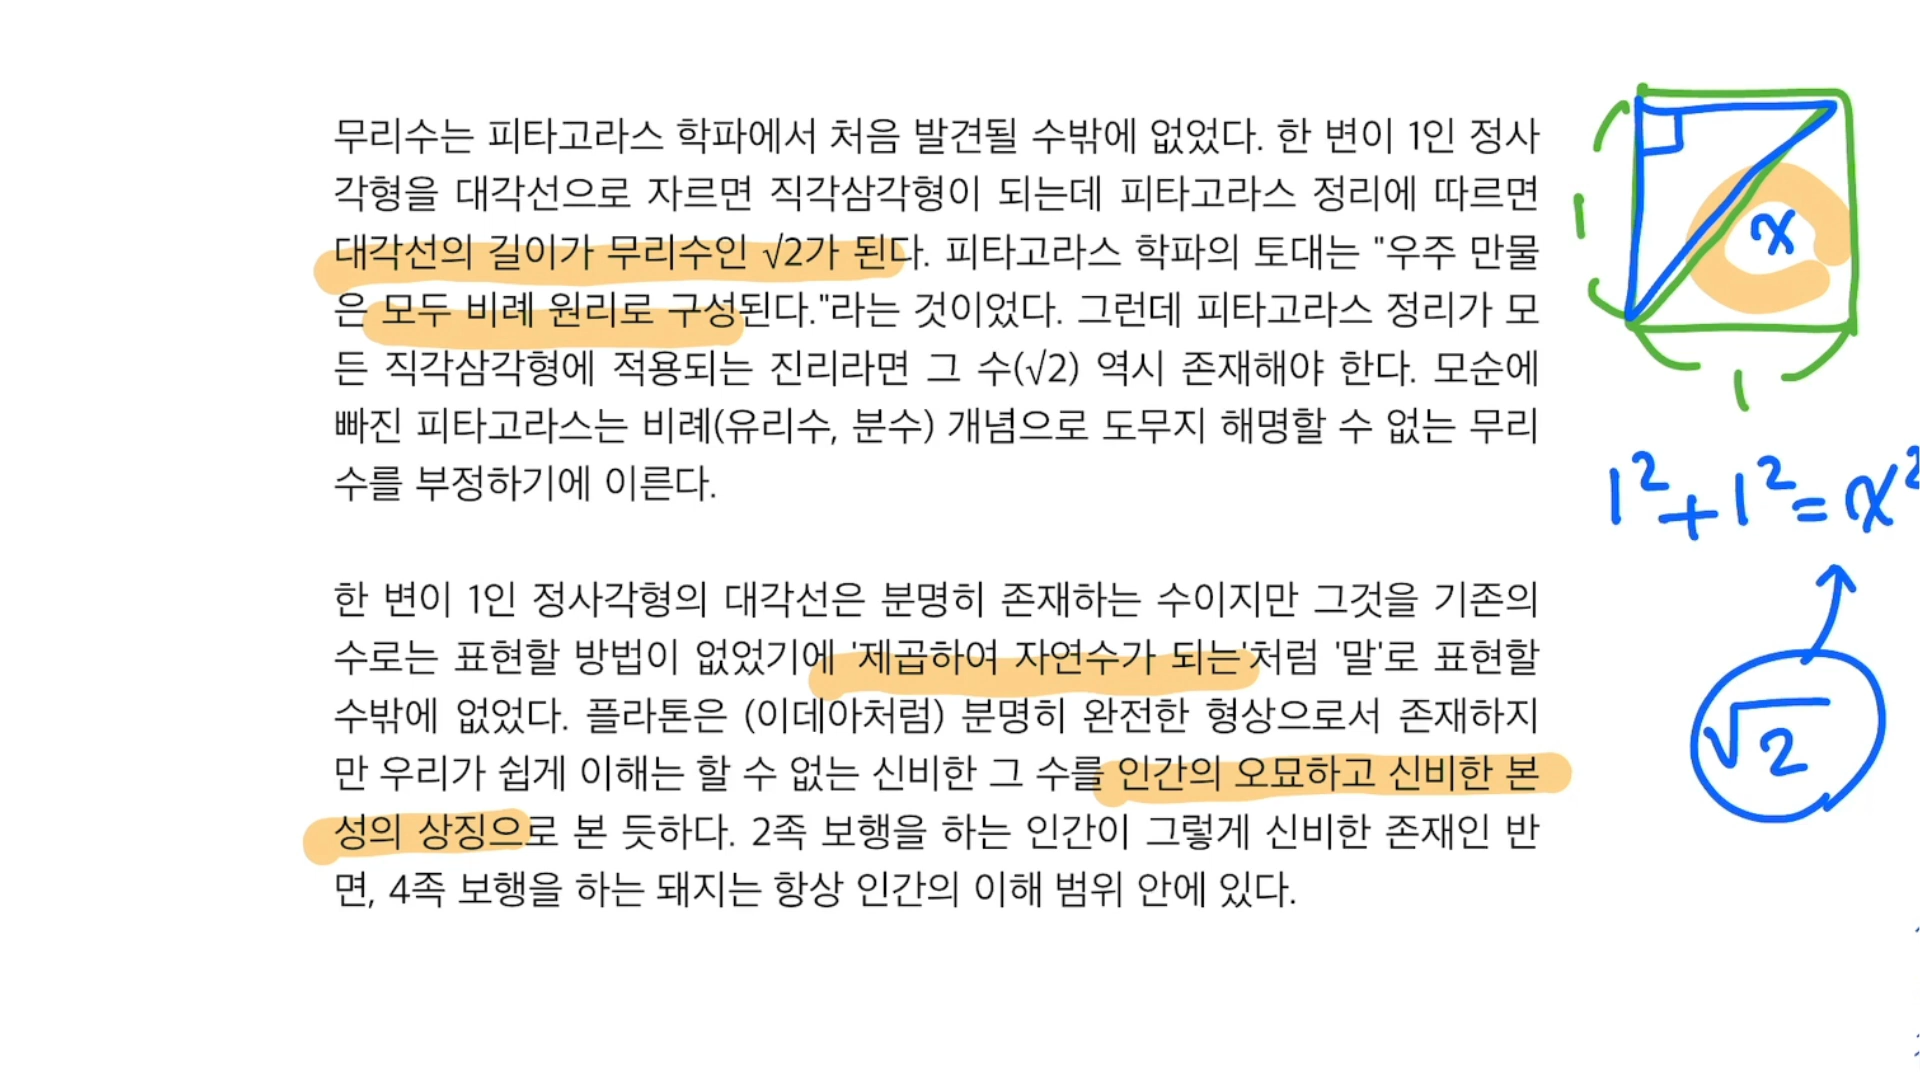 무리수는 피타고라스 학파에서 처음 발견될 수밖에 없었다. 한 변이 1인 정사
각형을 대각선으로 자르면 직각삼각형이 되는데 피타고라스 정리에 따르면
대각선의 길이가 무리수인 √2가 된다. 피타고라스 학파의 토대는 "우주 만물
은 모두 비례 원리로 구성된다."라는 것이었다. 그런데 피타고라스 정리가 모
든 직각삼각형에 적용되는 진리라면 그 수(√2) 역시 존재해야 한다. 모순에
빠진 피타고라스는 비례(유리수, 분수) 개념으로 도무지 해명할 수 없는 무리
수를 부정하기에 이른다.
한 변이 1인 정사각형의 대각선은 분명히 존재하는 수이지만 그것을 기존의
수로는 표현할 방법이 없었기에 '제곱하여 자연수가 되는'처럼 '말'로 표현할
수밖에 없었다. 플라톤은 (이데아처럼) 분명히 완전한 형상으로서 존재하지
만 우리가 쉽게 이해는 할 수 없는 신비한 그 수를 인간의 오묘하고 신비한 본
성의 상징으로 본 듯하다. 2족 보행을 하는 인간이 그렇게 신비한 존재인 반
면, 4족 보행을 하는 돼지는 항상 인간의 이해 범위 안에 있다.
1
x
1
1²+1²=x²
√2